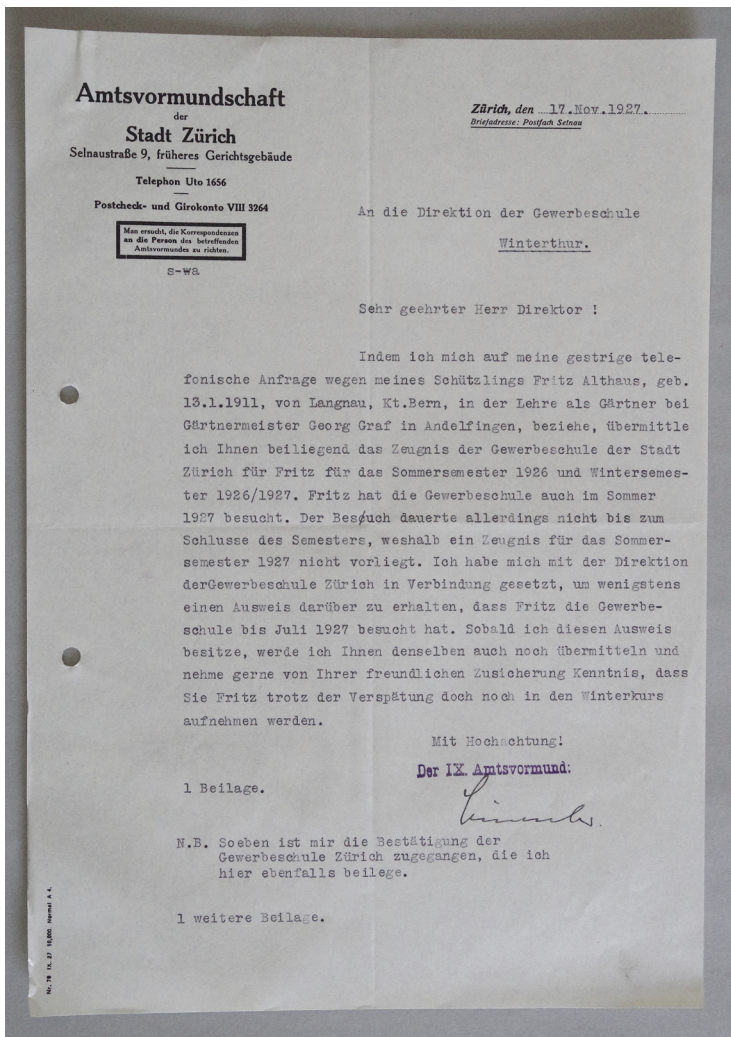 Amtsvormundschaft
der
Stadt Zürich
Selnaustraße 9, früheres Gerichtsgebäude
Telephon Uto 1656
Postcheck- und Girokonto VIII 3264
Man ersucht, die Korrespondenzen
an die Person des betreffenden
Amtsvormundes zu richten.
s-wa
Zürich, den 17.Nov.1927.
Briefadresse: Postfach Selnau
An die Direktion der Gewerbeschule
Winterthur.
Sehr geehrter Herr Direktor !
Indem ich mich auf meine gestrige tele-
fonische Anfrage wegen meines Schützlings Fritz Althaus, geb.
13.1.1911, von Langnau, Kt.Bern, in der Lehre als Gärtner bei
Gärtnermeister Georg Graf in Andelfingen, beziehe, übermittle
ich Ihnen beiliegend das Zeugnis der Gewerbeschule der Stadt
Zürich für Fritz für das Sommersemester 1926 und Wintersemes-
ter 1926/1927. Fritz hat die Gewerbeschule auch im Sommer
1927 besucht. Der Besuch dauerte allerdings nicht bis zum
Schlusse des Semesters, weshalb ein Zeugnis für das Sommer-
semester 1927 nicht vorliegt. Ich habe mich mit der Direktion
derGewerbeschule Zürich in Verbindung gesetzt, um wenigstens
einen Ausweis darüber zu erhalten, dass Fritz die Gewerbe-
schule bis Juli 1927 besucht hat. Sobald ich diesen Ausweis
besitze, werde ich Ihnen denselben auch noch übermitteln und
nehme gerne von Ihrer freundlichen Zusicherung Kenntnis, dass
Sie Fritz trotz der Verspätung doch noch in den Winterkurs
aufnehmen werden.
Mit Hochachtung!
Der IX. Amtsvormund:
1 Beilage.
N.B. Soeben ist mir die Bestätigung der
Gewerbeschule Zürich zugegangen, die ich
hier ebenfalls beilege.
1 weitere Beilage.
Nr. 79 IX. 27 10,000. Normal A 4.